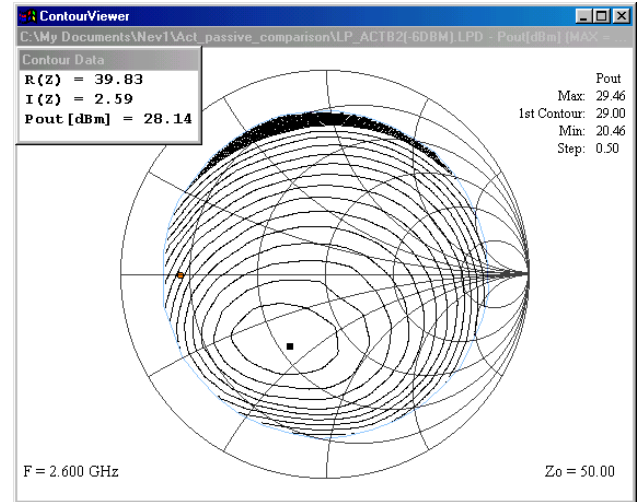 ContourViewer
C:\My Documents\Nev1\Act_passive_comparison\LP_ACTB2(-6DBM).LPD - Pout[dBm] [MAX = ...
Contour Data
R(Z) = 39.83
I(Z) = 2.59
Pout[dBm] = 28.14
Pout
Max: 29.46
1st Contour: 29.00
Min: 20.46
Step: 0.50
F = 2.600 GHz
Zo = 50.00